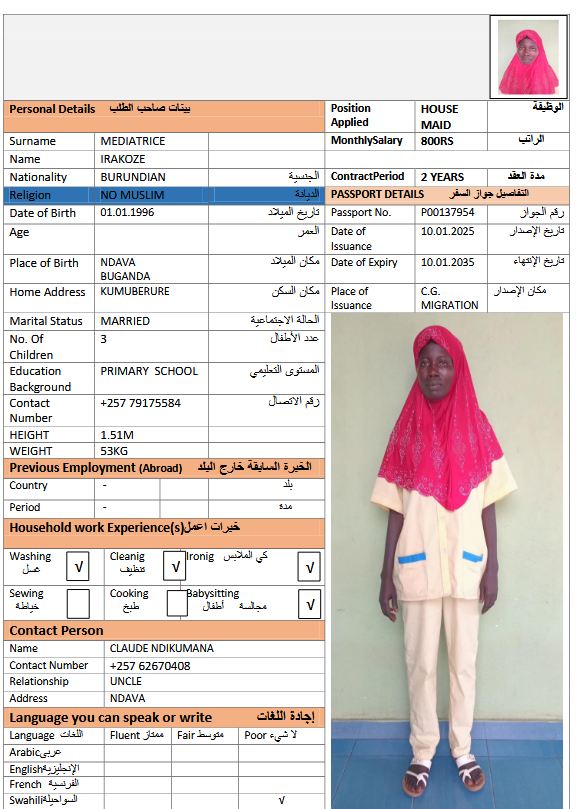 Personal Details بينات صاحب الطلب
Surname MEDIATRICE
Name IRAKOZE
Nationality BURUNDIAN الجنسية
Religion NO MUSLIM الديانة
Date of Birth 01.01.1996 تاريخ الميلاد
Age العمر
Place of Birth NDAVA مكان الميلاد
BUGANDA
Home Address KUMUBERURE مكان السكن
Marital Status MARRIED الحالة الاجتماعية
No. Of 3 عدد الأطفال
Children
Education PRIMARY SCHOOL المستوى التعليمي
Background
Contact +257 79175584 رقم الاتصال
Number
HEIGHT 1.51M
WEIGHT 53KG
Previous Employment (Abroad) الخبرة السابقة خارج البلد
Country - بلد
Period - مدة
Household work Experience(s) خبرات اعمل
Washing √ Cleanig √ Ironig كي الملابس √
غسل تنظيف
Sewing Cooking Babysitting √
خياطة طبخ مجالسة أطفال
Contact Person
Name CLAUDE NDIKUMANA
Contact Number +257 62670408
Relationship UNCLE
Address NDAVA
Language you can speak or write إجادة اللغات
Language اللغات Fluent ممتاز Fair متوسط Poor لا شيء
Arabic عربى
English الإنجليزية
French الفرنسية
Swahili السواحيلة √
Position HOUSE الوظيفة
Applied MAID
MonthlySalary 800RS الراتب
ContractPeriod 2 YEARS مدة العقد
PASSPORT DETAILS التفاصيل جواز السفر
Passport No. P00137954 رقم الجواز
Date of 10.01.2025 تاريخ الإصدار
Issuance
Date of Expiry 10.01.2035 تاريخ الإنتهاء
Place of C.G. مكان الإصدار
Issuance MIGRATION